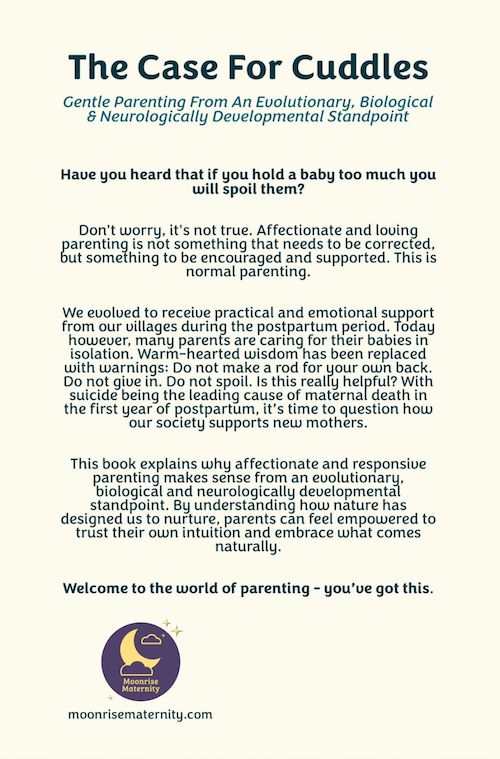 The Case For Cuddles
Gentle Parenting From An Evolutionary, Biological
& Neurologically Developmental Standpoint
Have you heard that if you hold a baby too much you
will spoil them?
Don't worry, it's not true. Affectionate and loving
parenting is not something that needs to be corrected,
but something to be encouraged and supported. This is
normal parenting.
We evolved to receive practical and emotional support
from our villages during the postpartum period. Today
however, many parents are caring for their babies in
isolation. Warm-hearted wisdom has been replaced
with warnings: Do not make a rod for your own back.
Do not give in. Do not spoil. Is this really helpful? With
suicide being the leading cause of maternal death in
the first year of postpartum, it’s time to question how
our society supports new mothers.
This book explains why affectionate and responsive
parenting makes sense from an evolutionary,
biological and neurologically developmental
standpoint. By understanding how nature has
designed us to nurture, parents can feel empowered to
trust their own intuition and embrace what comes
naturally.
Welcome to the world of parenting - you’ve got this.
Moonrise
Maternity
moonrisematernity.com